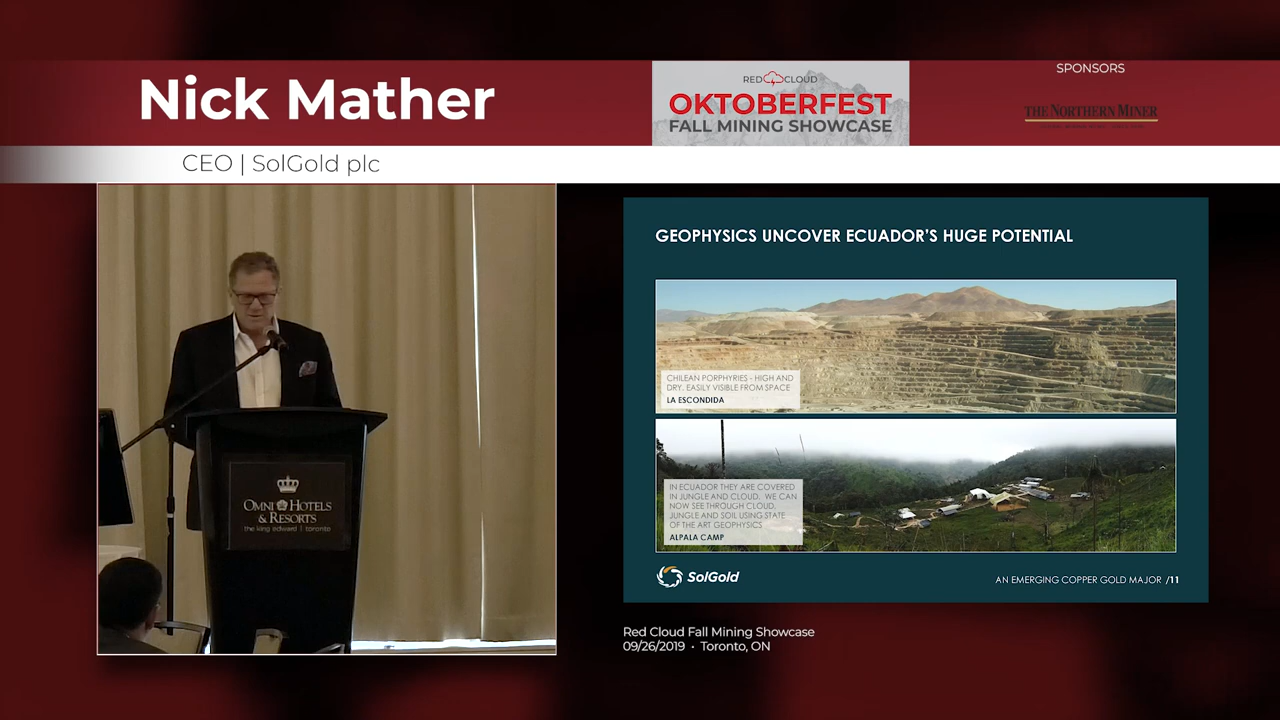 Nick Mather
CEO | SolGold plc
RED CLOUD
OKTOBERFEST
FALL MINING SHOWCASE
SPONSORS
THE NORTHERN MINER
OMNI HOTELS
& RESORTS
the king edward | toronto
GEOPHYSICS UNCOVER ECUADOR'S HUGE POTENTIAL
CHILEAN PORPHYRIES - HIGH AND
DRY. EASILY VISIBLE FROM SPACE
LA ESCONDIDA
IN ECUADOR THEY ARE COVERED
IN JUNGLE AND CLOUD. WE CAN
NOW SEE THROUGH CLOUD,
JUNGLE AND SOIL USING STATE
OF THE ART GEOPHYSICS
ALPALA CAMP
SolGold
AN EMERGING COPPER GOLD MAJOR /11
Red Cloud Fall Mining Showcase
09/26/2019 • Toronto, ON